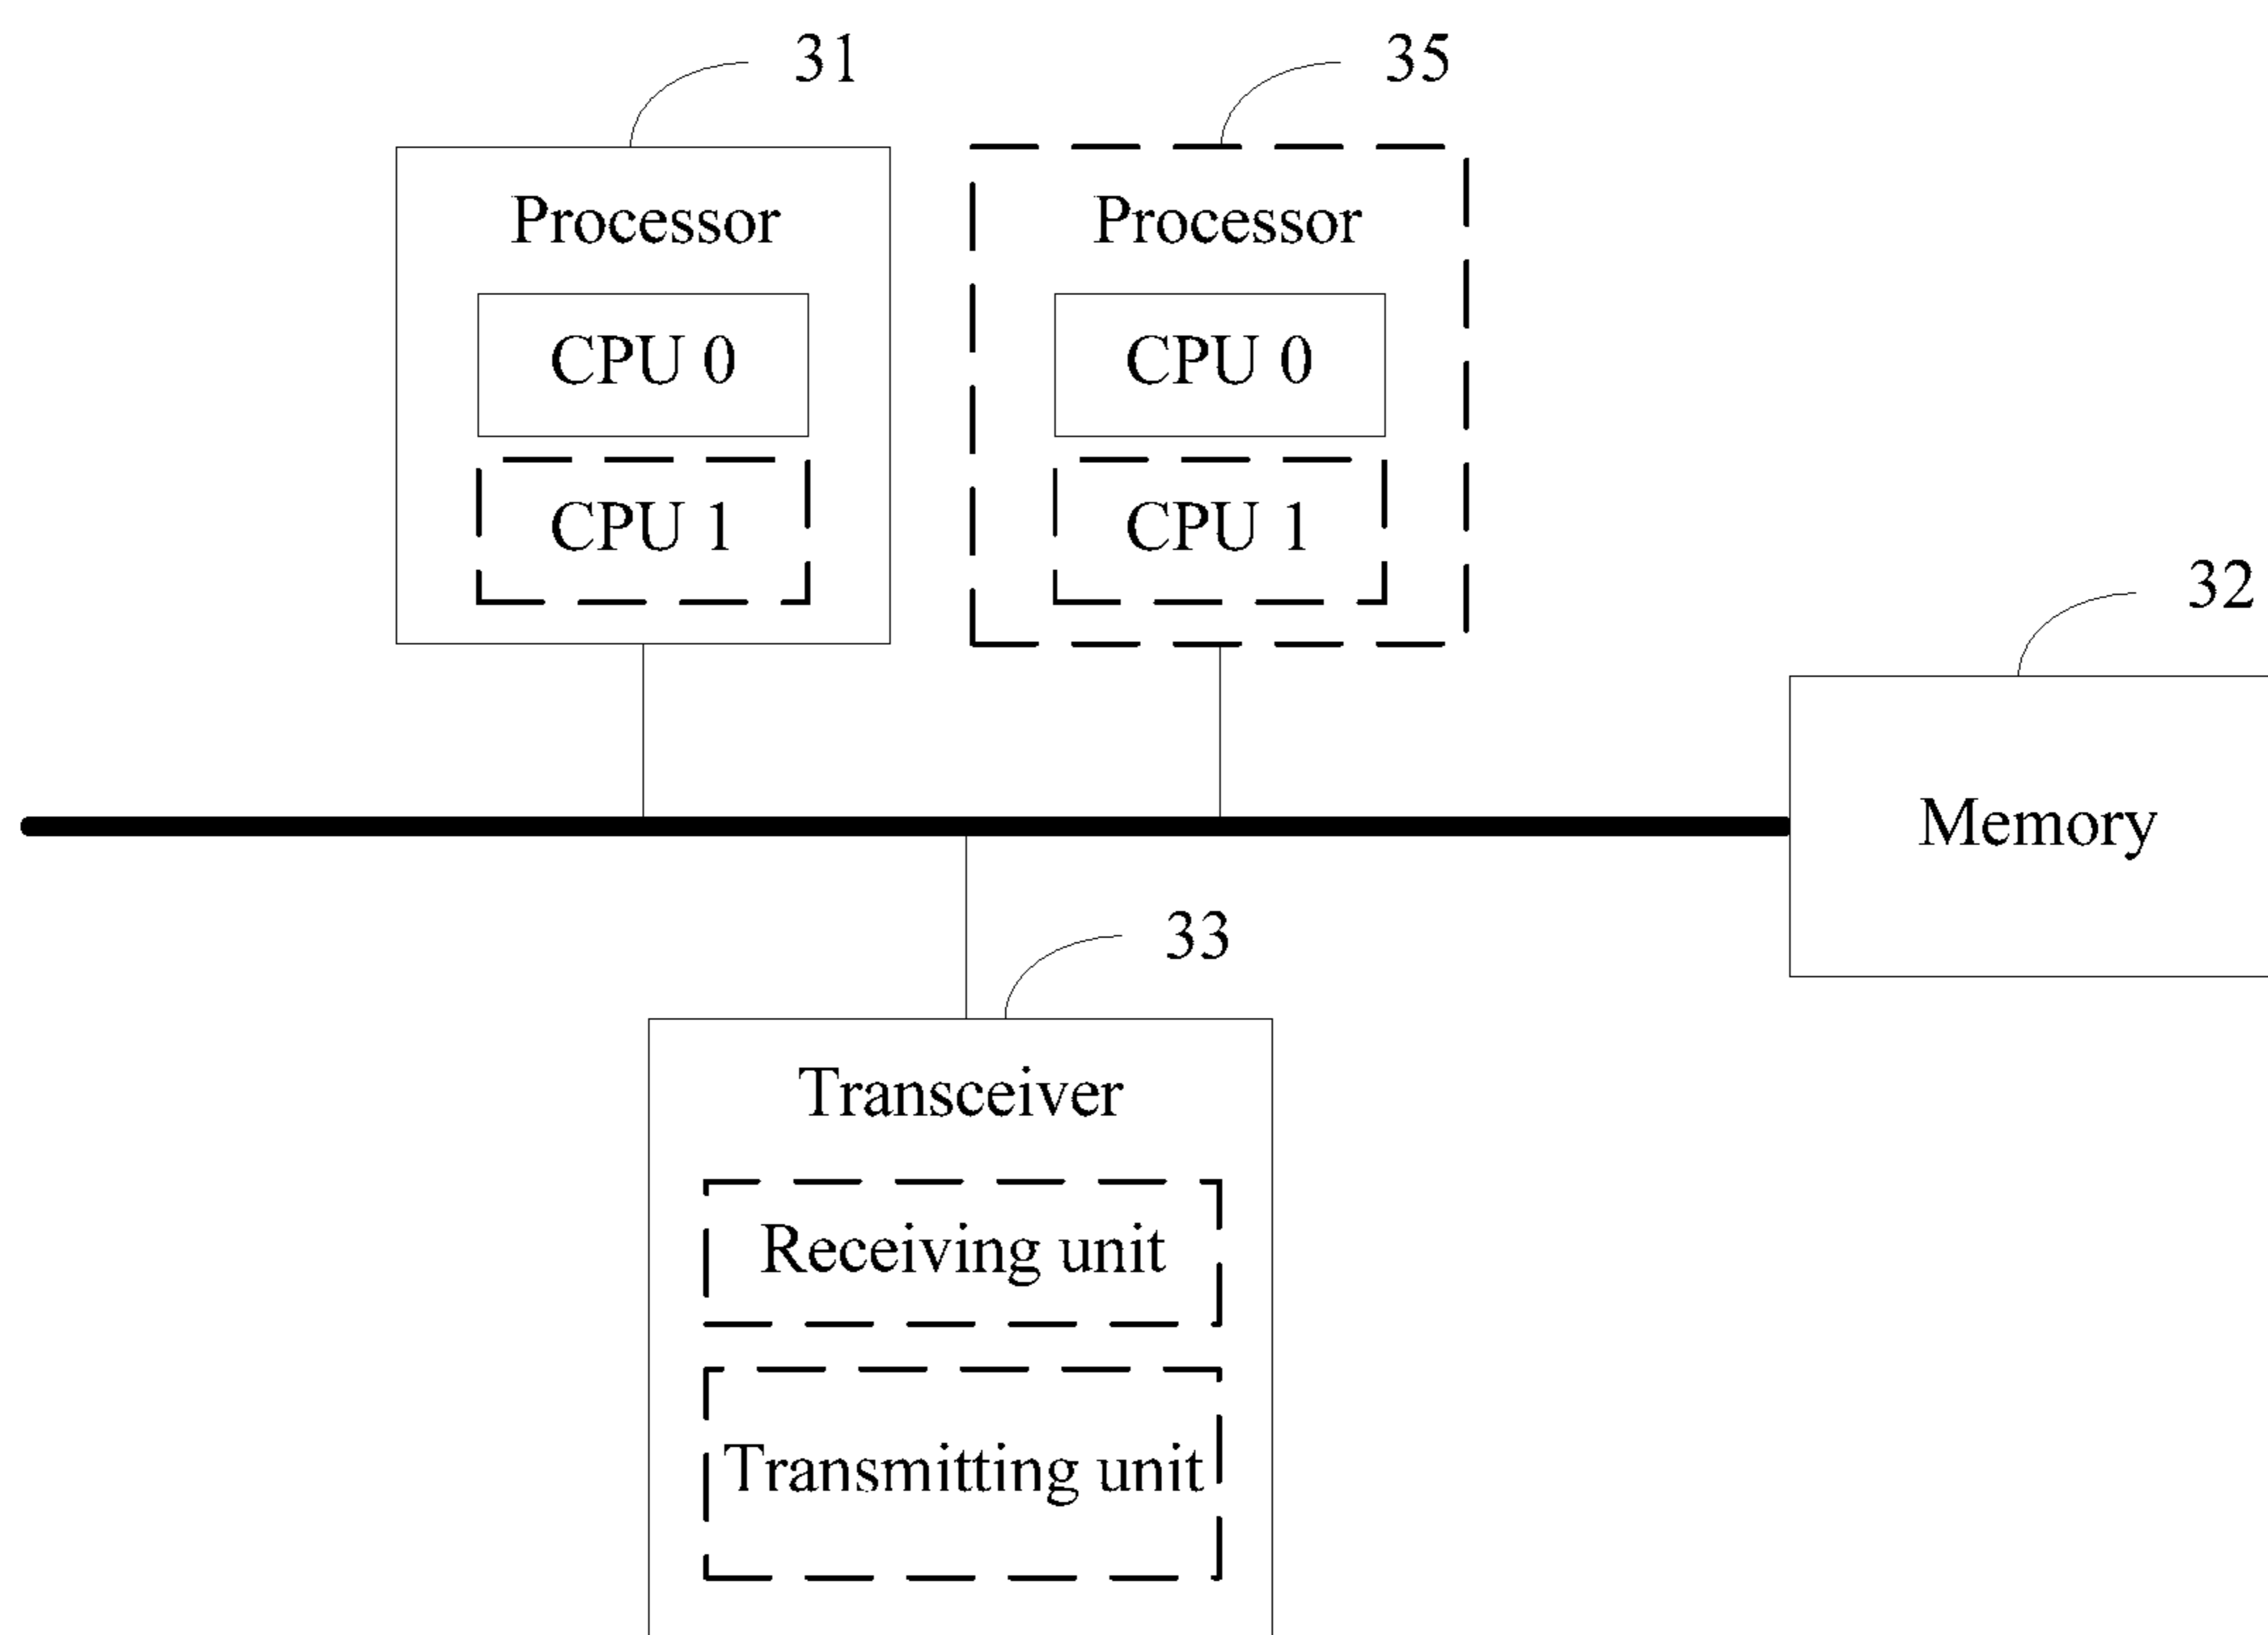 31
35
Processor
Processor
CPU 0
CPU 0
CPU 1
CPU 1
32
Memory
33
Transceiver
Receiving unit
Transmitting unit